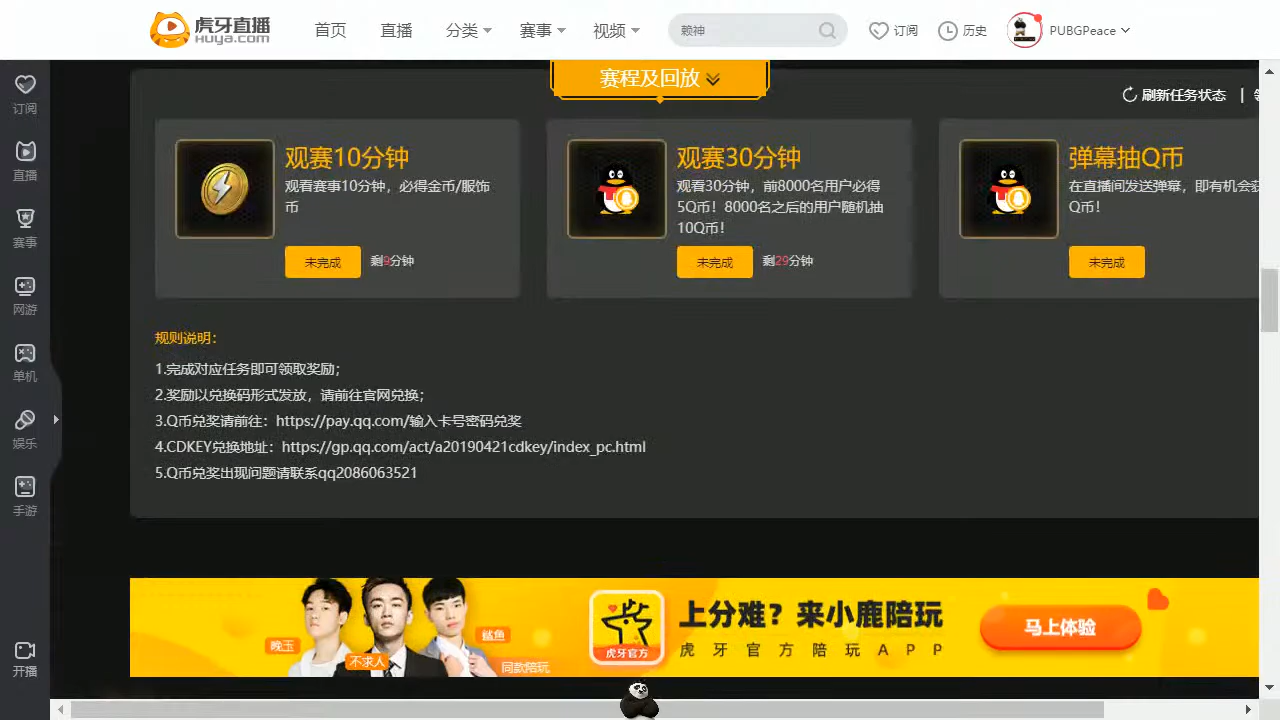 虎牙直播
HUYA.COM
首页
直播
分类
赛事
视频
赖神
订阅
历史
PUBGPeace
订阅
直播
赛事
网游
单机
娱乐
手游
开播
赛程及回放
刷新任务状态 |
观赛10分钟
观看赛事10分钟，必得金币/服饰
币
未完成
剩9分钟
观赛30分钟
观看30分钟，前8000名用户必得
5Q币！8000名之后的用户随机抽
10Q币！
未完成
剩29分钟
弹幕抽Q币
在直播间发送弹幕，即有机会获
Q币！
未完成
规则说明：
1.完成对应任务即可领取奖励；
2.奖励以兑换码形式发放，请前往官网兑换；
3.Q币兑奖请前往：https://pay.qq.com/输入卡号密码兑奖
4.CDKEY兑换地址：https://gp.qq.com/act/a20190421cdkey/index_pc.html
5.Q币兑奖出现问题请联系qq2086063521
晚玉
不求人
鲨鱼
同款陪玩
虎牙官方
上分难？来小鹿陪玩
虎牙官方陪玩APP
马上体验